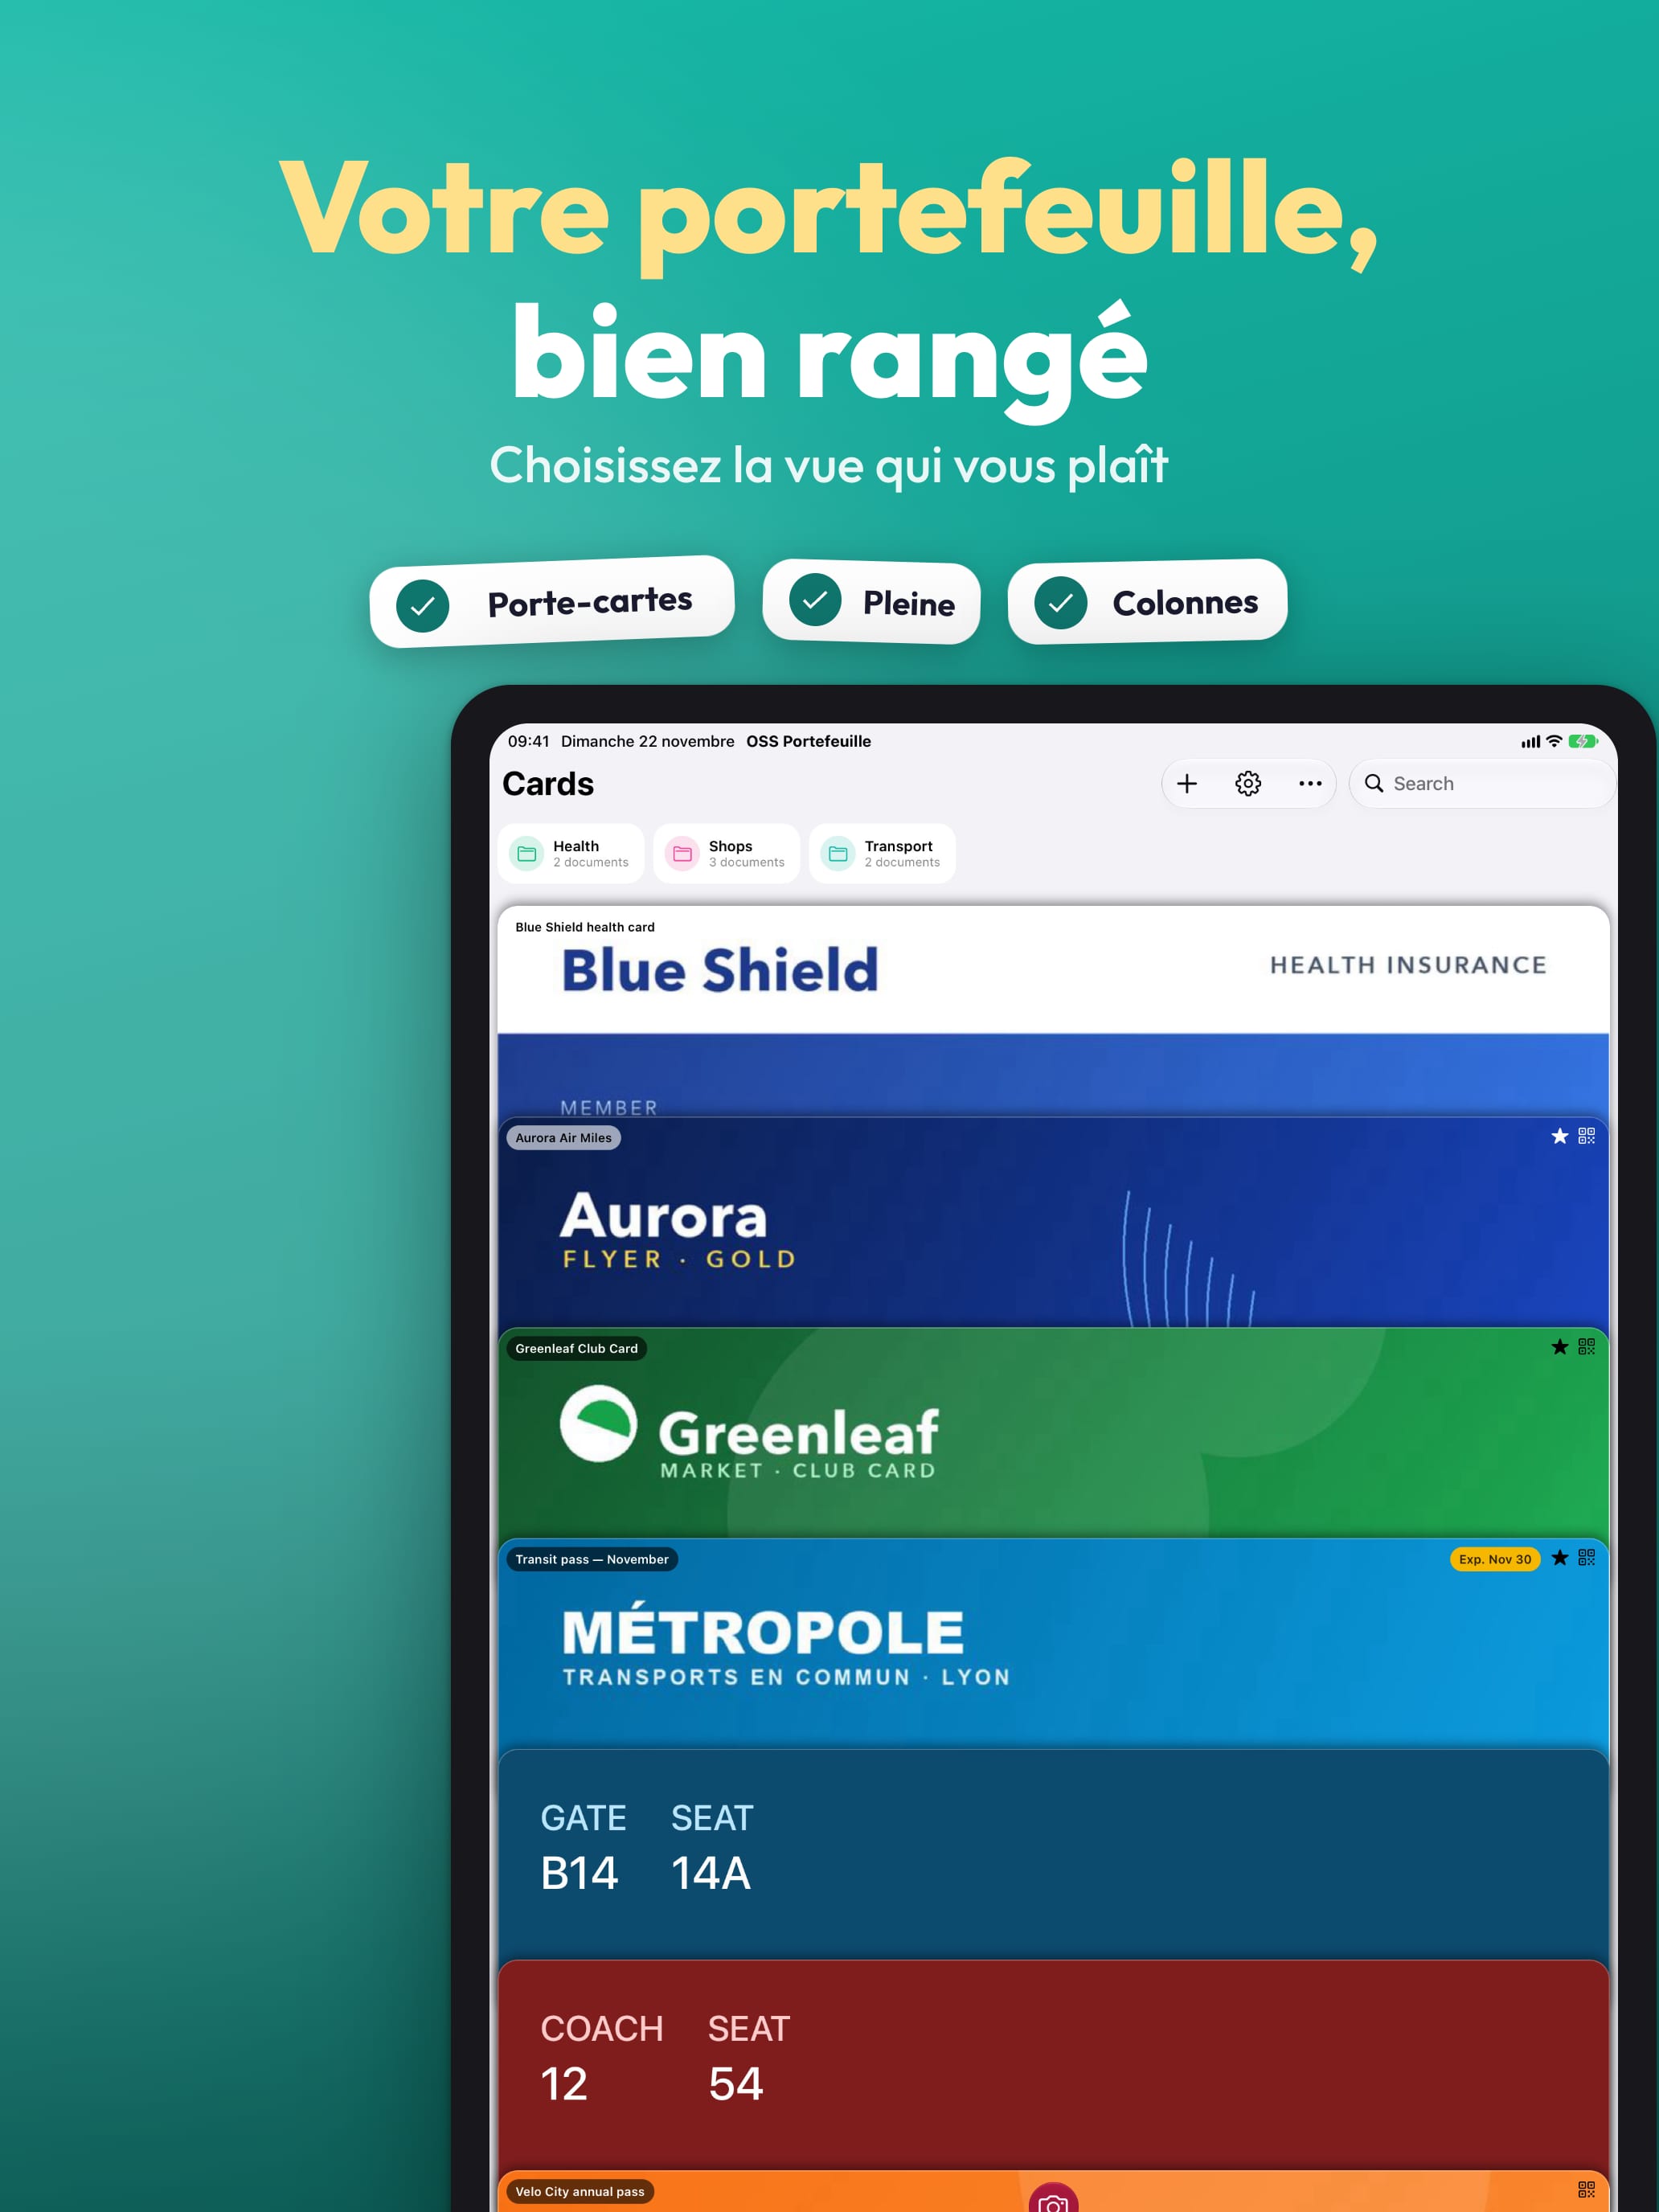 Votre portefeuille,
bien rangé
Choisissez la vue qui vous plaît
Porte-cartes Pleine Colonnes
09:41 Dimanche 22 novembre OSS Portefeuille
Cards
Search
Health
2 documents
Shops
3 documents
Transport
2 documents
Blue Shield health card
Blue Shield HEALTH INSURANCE
MEMBER
Aurora Air Miles
Aurora
FLYER · GOLD
Greenleaf Club Card
Greenleaf
MARKET · CLUB CARD
Transit pass — November Exp. Nov 30
MÉTROPOLE
TRANSPORTS EN COMMUN · LYON
GATE SEAT
B14 14A
COACH SEAT
12 54
Velo City annual pass